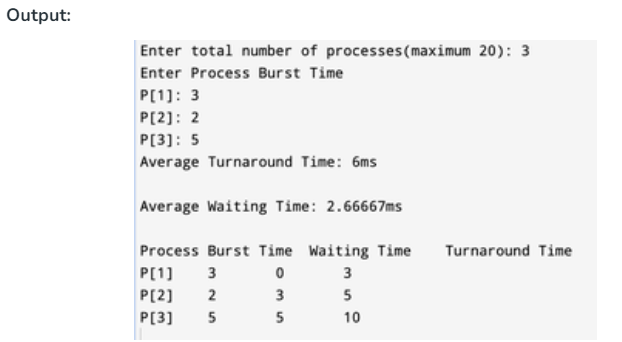 Output:
Enter total number of processes(maximum 20): 3
Enter Process Burst Time
P[1]: 3
P[2]: 2
P[3]: 5
Average Turnaround Time: 6ms
Average Waiting Time: 2.66667ms
Process Burst Time Waiting Time Turnaround Time
P[1] 3 0 3
P[2] 2 3 5
P[3] 5 5 10